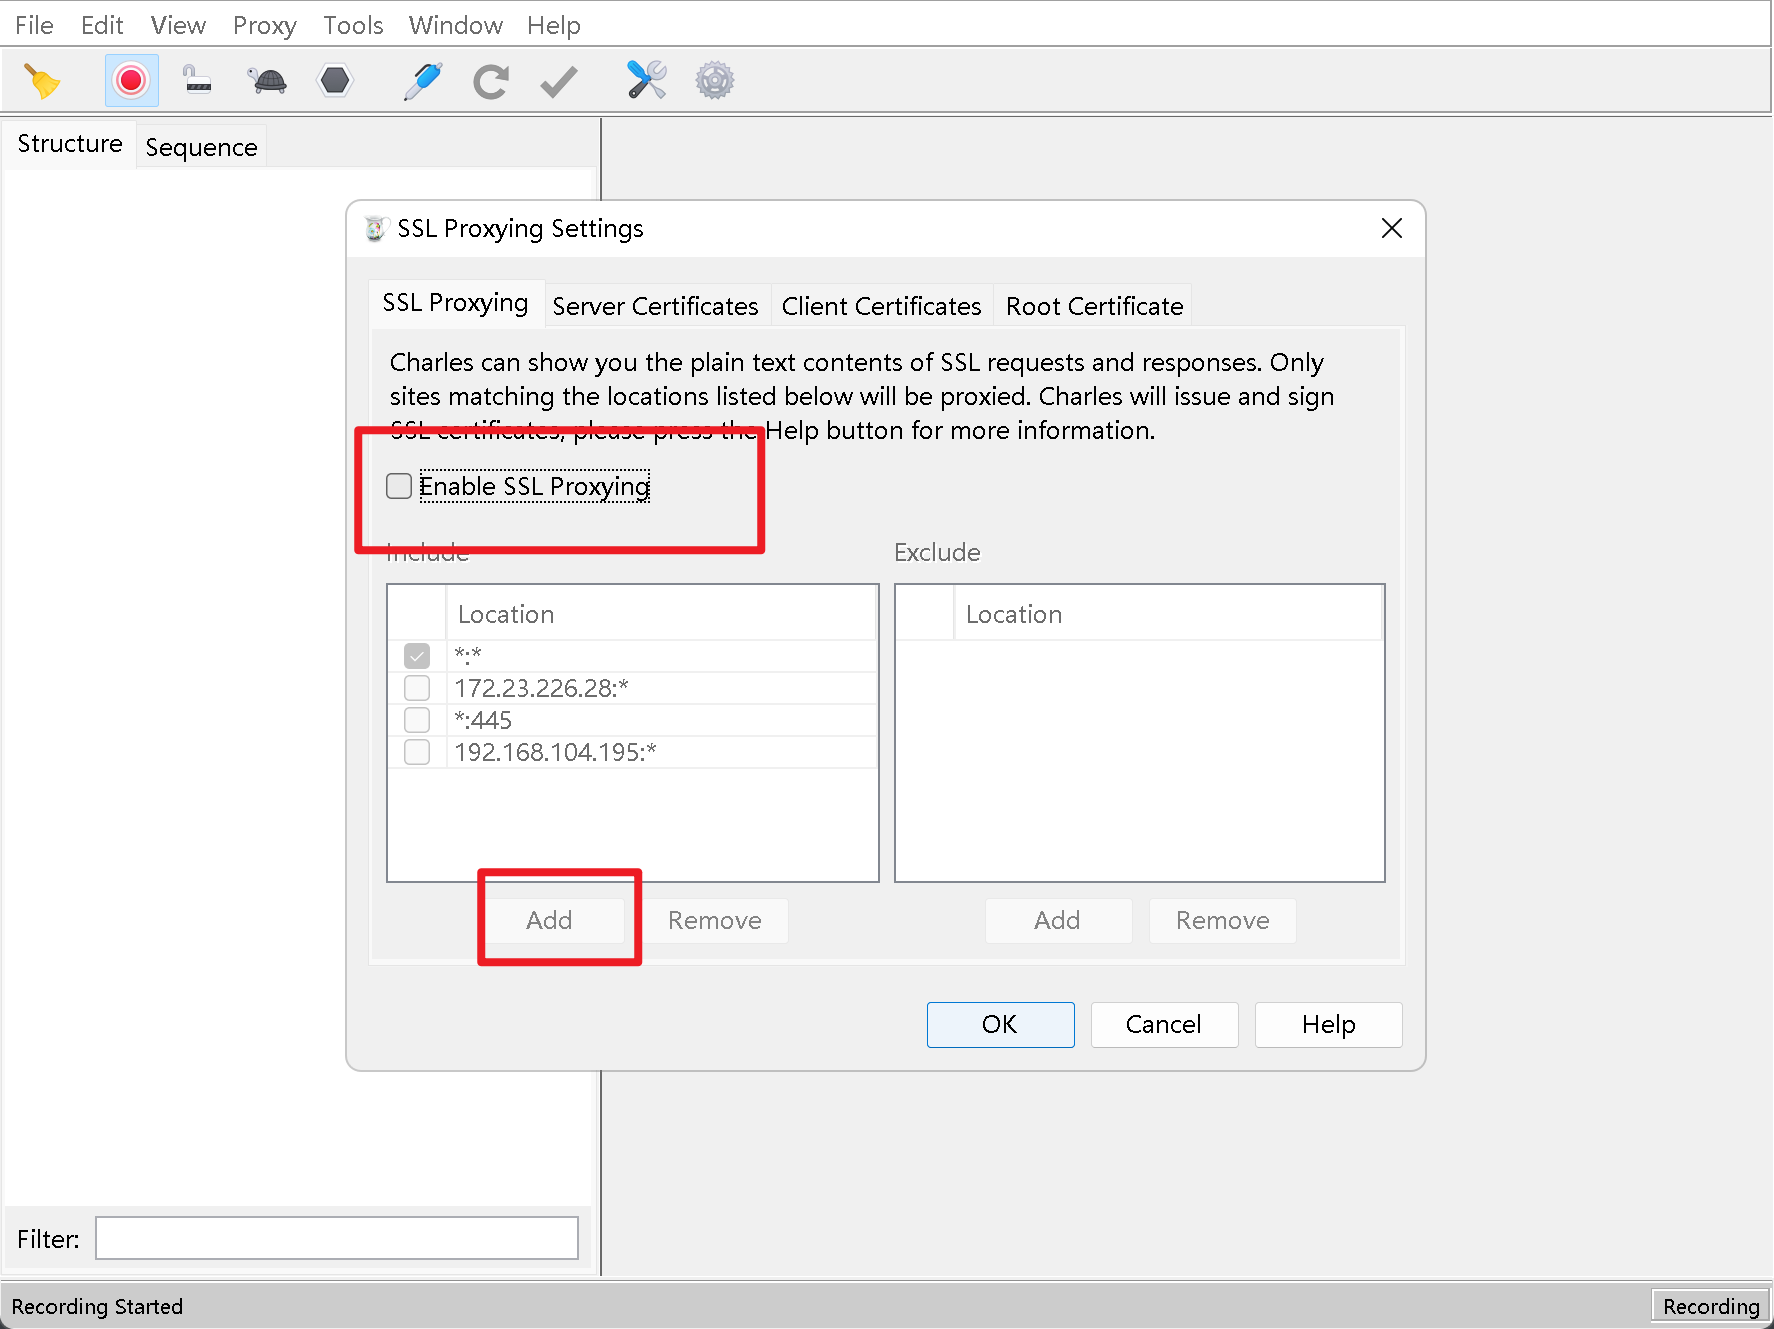 File Edit View Proxy Tools Window Help
Structure Sequence
SSL Proxying Settings
SSL Proxying Server Certificates Client Certificates Root Certificate
Charles can show you the plain text contents of SSL requests and responses. Only
sites matching the locations listed below will be proxied. Charles will issue and sign
SSL certificates, please press the Help button for more information.
Enable SSL Proxying
Include Exclude
Location Location
*:*
172.23.226.28:*
*:445
192.168.104.195:*
Add Remove Add Remove
OK Cancel Help
Filter:
Recording Started Recording